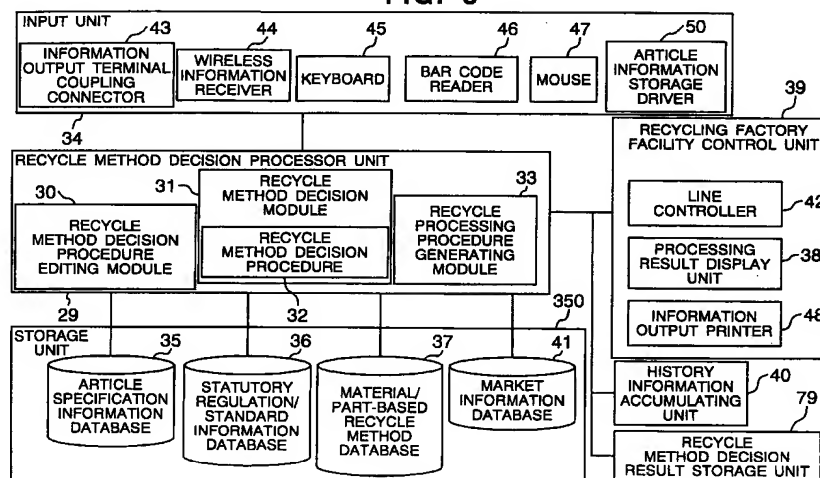 INPUT UNIT
43
INFORMATION
OUTPUT TERMINAL
COUPLING
CONNECTOR
44
WIRELESS
INFORMATION
RECEIVER
45
KEYBOARD
46
BAR CODE
READER
47
MOUSE
50
ARTICLE
INFORMATION
STORAGE
DRIVER
34
39
RECYCLING FACTORY
FACILITY CONTROL UNIT
LINE
CONTROLLER
42
PROCESSING
RESULT DISPLAY
UNIT
38
INFORMATION
OUTPUT PRINTER
48
RECYCLE METHOD DECISION PROCESSOR UNIT
30
RECYCLE
METHOD DECISION
PROCEDURE
EDITING MODULE
31
RECYCLE
METHOD DECISION
MODULE
RECYCLE
METHOD DECISION
PROCEDURE
32
33
RECYCLE
PROCESSING
PROCEDURE
GENERATING
MODULE
29
350
STORAGE
UNIT
35
ARTICLE
SPECIFICATION
INFORMATION
DATABASE
36
STATUTORY
REGULATION/
STANDARD
INFORMATION
DATABASE
37
MATERIAL/
PART-BASED
RECYCLE
METHOD
DATABASE
41
MARKET
INFORMATION
DATABASE
HISTORY
INFORMATION
ACCUMULATING
UNIT
40
79
RECYCLE
METHOD DECISION
RESULT STORAGE UNIT